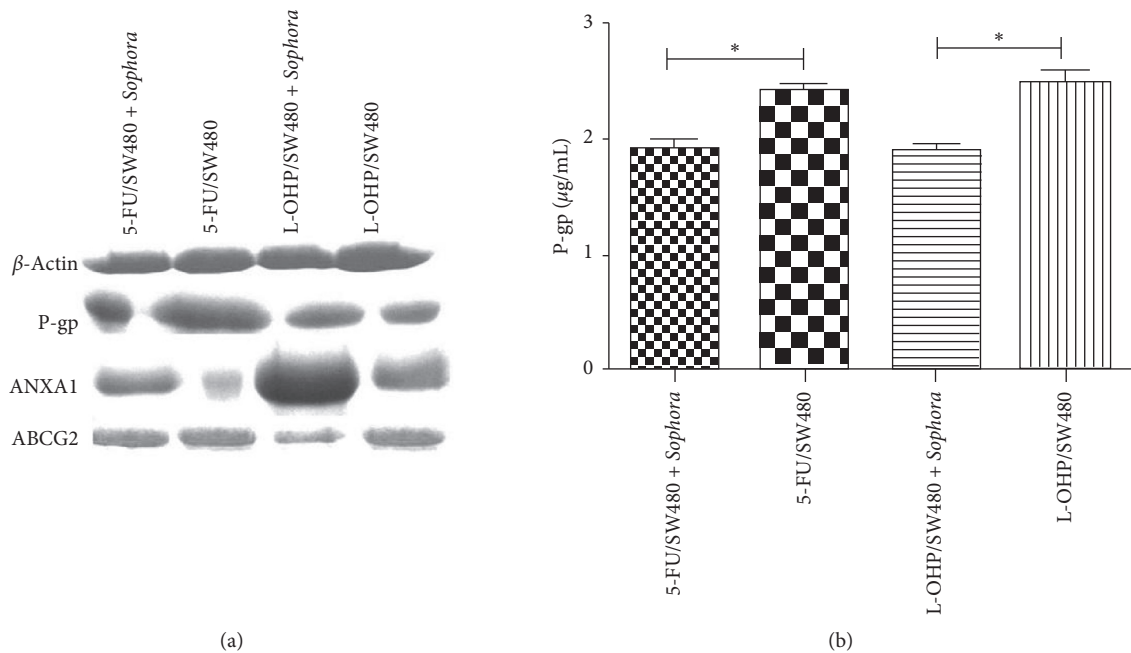 5-FU/SW480 + Sophora
5-FU/SW480
L-OHP/SW480 + Sophora
L-OHP/SW480
β-Actin
P-gp
ANXA1
ABCG2
(a)
P-gp (μg/mL)
3
2
1
0
*
*
5-FU/SW480 + Sophora
5-FU/SW480
L-OHP/SW480 + Sophora
L-OHP/SW480
(b)